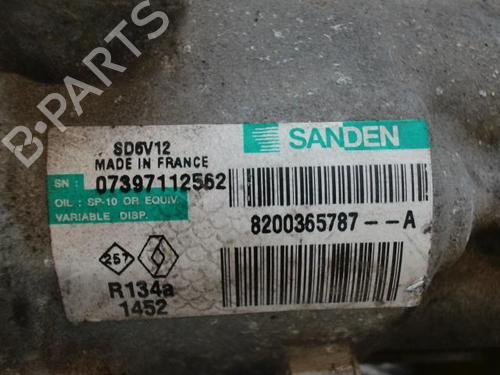 SD6V12
MADE IN FRANCE
SANDEN
SN : 07397112562
OIL : SP-10 OR EQUIV.
VARIABLE DISP.
8200365787--A
257
R134a
1452
B-Parts